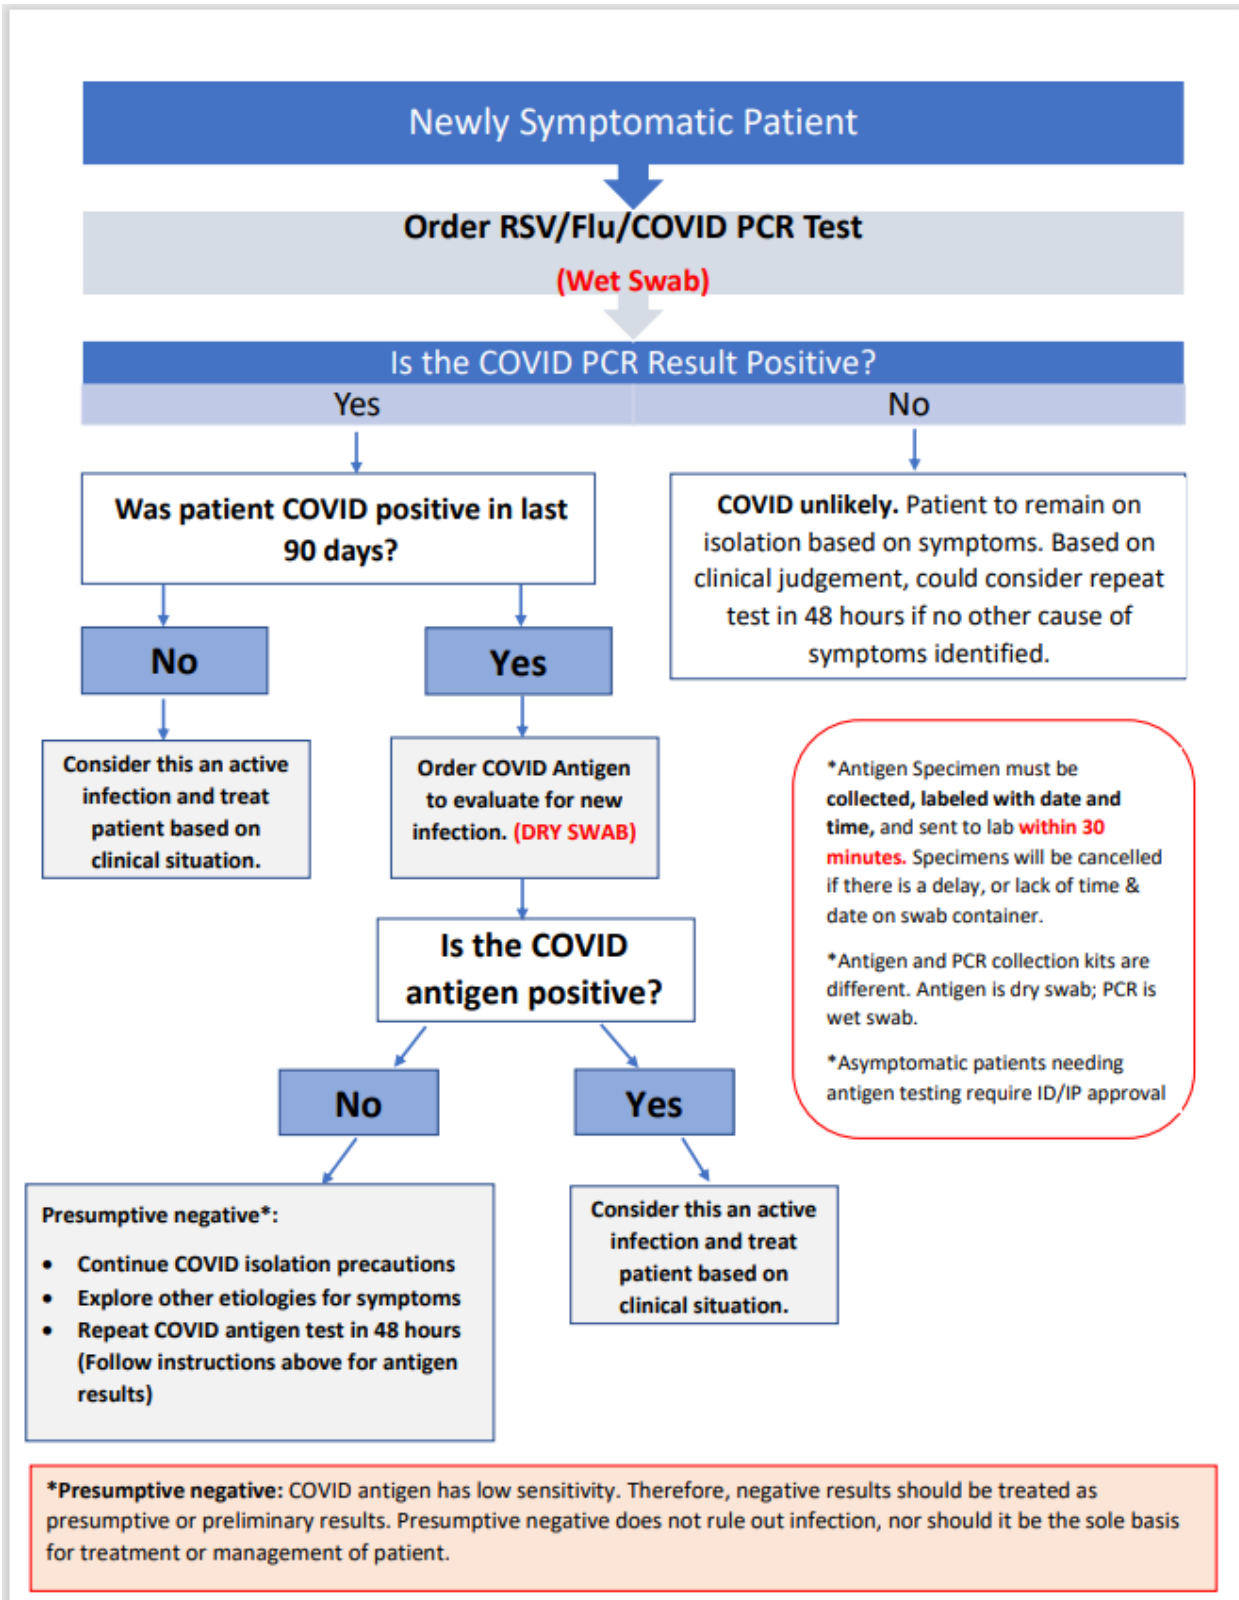 Newly Symptomatic Patient
Order RSV/Flu/COVID PCR Test
(Wet Swab)
Is the COVID PCR Result Positive?
Yes
No
Was patient COVID positive in last
90 days?
COVID unlikely. Patient to remain on
isolation based on symptoms. Based on
clinical judgement, could consider repeat
test in 48 hours if no other cause of
symptoms identified.
No
Yes
Consider this an active
infection and treat
patient based on
clinical situation.
Order COVID Antigen
to evaluate for new
infection. (DRY SWAB)
*Antigen Specimen must be
collected, labeled with date and
time, and sent to lab within 30
minutes. Specimens will be cancelled
if there is a delay, or lack of time &
date on swab container.
*Antigen and PCR collection kits are
different. Antigen is dry swab; PCR is
wet swab.
*Asymptomatic patients needing
antigen testing require ID/IP approval
Is the COVID
antigen positive?
No
Yes
Presumptive negative*:
• Continue COVID isolation precautions
• Explore other etiologies for symptoms
• Repeat COVID antigen test in 48 hours
(Follow instructions above for antigen
results)
Consider this an active
infection and treat
patient based on
clinical situation.
*Presumptive negative: COVID antigen has low sensitivity. Therefore, negative results should be treated as
presumptive or preliminary results. Presumptive negative does not rule out infection, nor should it be the sole basis
for treatment or management of patient.